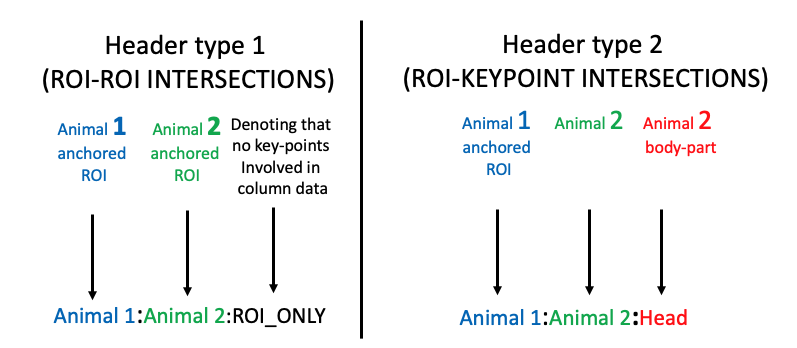 Header type 1
(ROI-ROI INTERSECTIONS)
Animal 1
anchored
ROI
Animal 2
anchored
ROI
Denoting that
no key-points
Involved in
column data
Animal 1:Animal 2:ROI_ONLY
Header type 2
(ROI-KEYPOINT INTERSECTIONS)
Animal 1
anchored
ROI
Animal 2
Animal 2
body-part
Animal 1:Animal 2:Head